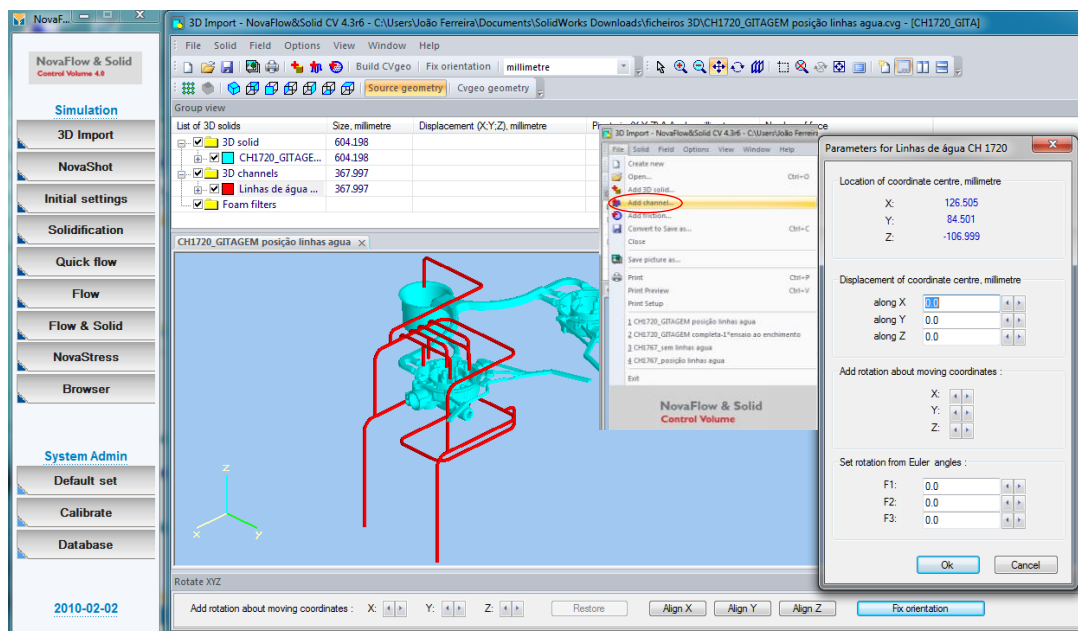 NovaF...
NovaFlow & Solid
Control Volume 4.0
Simulation
3D Import
NovaShot
Initial settings
Solidification
Quick flow
Flow
Flow & Solid
NovaStress
Browser
System Admin
Default set
Calibrate
Database
2010-02-02
3D Import - NovaFlow&Solid CV 4.3r6 - C:\Users\João Ferreira\Documents\SolidWorks Downloads\ficheiros 3D\CH1720_GITAGEM posição linhas agua.cvg - [CH1720_GITA]
File Solid Field Options View Window Help
Build CVgeo Fix orientation millimetre
Source geometry Cvgeo geometry
Group view
List of 3D solids Size, millimetre Displacement (X;Y;Z), millimetre
3D solid 604.198
CH1720_GITAGE... 604.198
3D channels 367.997
Linhas de água ... 367.997
Foam filters
CH1720_GITAGEM posição linhas agua x
Z
X
Y
3D Import - NovaFlow&Solid CV 4.3r6 - C:\Users\João Ferreira
File Solid Field Options View Window Help
Create new
Open... Ctrl+O
Add 3D solid...
Add channel...
Add friction...
Convert to Save as... Ctrl+C
Close
Save picture as...
Print Ctrl+P
Print Preview Ctrl+V
Print Setup
1 CH1720_GITAGEM posição linhas agua
2 CH1720_GITAGEM completa-1ºensaio ao enchimento
3 CH1767_sem linhas agua
4 CH1767_posição linhas agua
Exit
NovaFlow & Solid
Control Volume
Parameters for Linhas de água CH 1720
Location of coordinate centre, millimetre
X: 126.505
Y: 84.501
Z: -106.999
Displacement of coordinate centre, millimetre
along X 0.0
along Y 0.0
along Z 0.0
Add rotation about moving coordinates :
X:
Y:
Z:
Set rotation from Euler angles :
F1: 0.0
F2: 0.0
F3: 0.0
Ok Cancel
Rotate XYZ
Add rotation about moving coordinates : X: Y: Z: Restore Align X Align Y Align Z Fix orientation